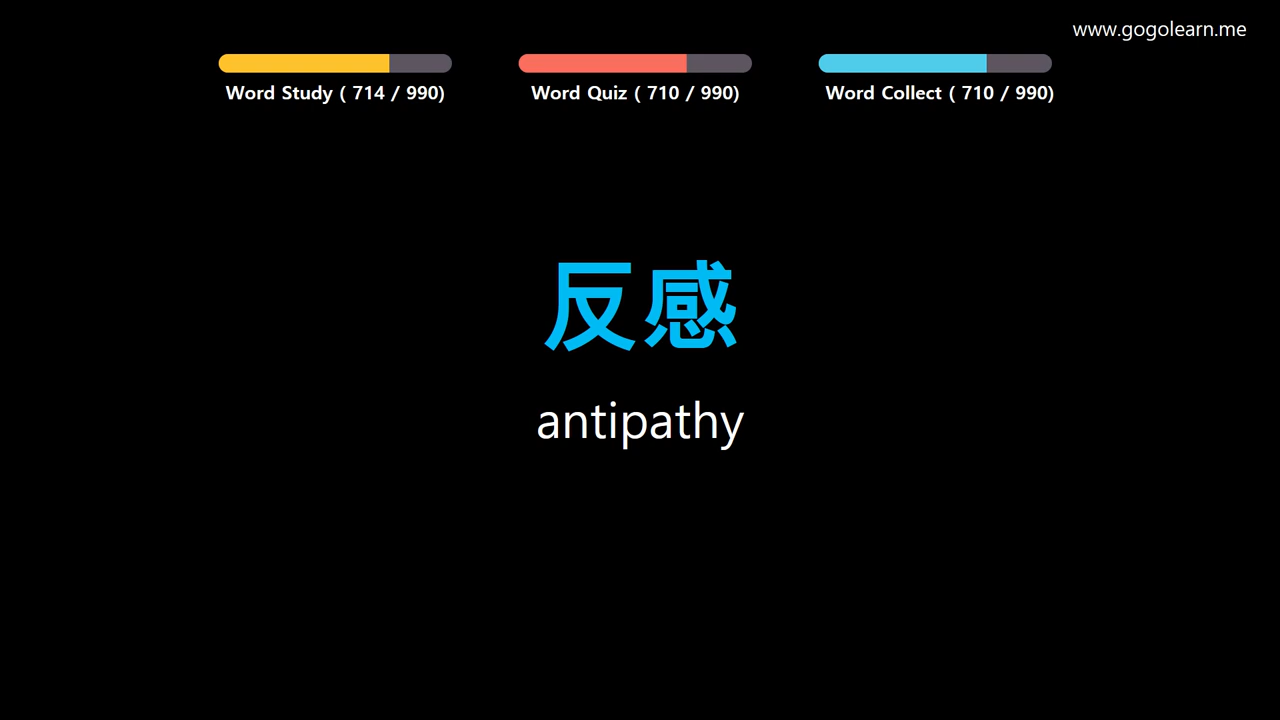 www.gogolearn.me
Word Study ( 714 / 990)
Word Quiz ( 710 / 990)
Word Collect ( 710 / 990)
反感
antipathy